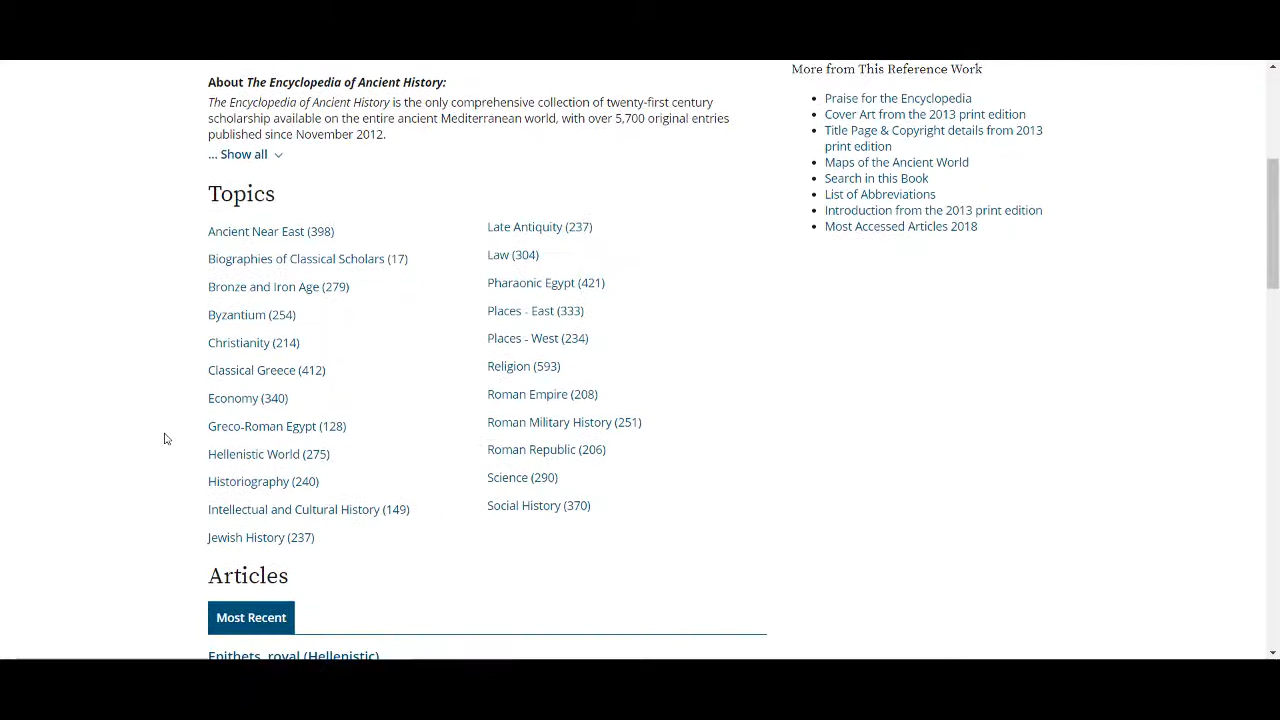 About The Encyclopedia of Ancient History:
The Encyclopedia of Ancient History is the only comprehensive collection of twenty-first century
scholarship available on the entire ancient Mediterranean world, with over 5,700 original entries
published since November 2012.
... Show all
Topics
Ancient Near East (398)
Biographies of Classical Scholars (17)
Bronze and Iron Age (279)
Byzantium (254)
Christianity (214)
Classical Greece (412)
Economy (340)
Greco-Roman Egypt (128)
Hellenistic World (275)
Historiography (240)
Intellectual and Cultural History (149)
Jewish History (237)
Late Antiquity (237)
Law (304)
Pharaonic Egypt (421)
Places - East (333)
Places - West (234)
Religion (593)
Roman Empire (208)
Roman Military History (251)
Roman Republic (206)
Science (290)
Social History (370)
Articles
Most Recent
Epithets, royal (Hellenistic)
More from This Reference Work
Praise for the Encyclopedia
Cover Art from the 2013 print edition
Title Page & Copyright details from 2013
print edition
Maps of the Ancient World
Search in this Book
List of Abbreviations
Introduction from the 2013 print edition
Most Accessed Articles 2018